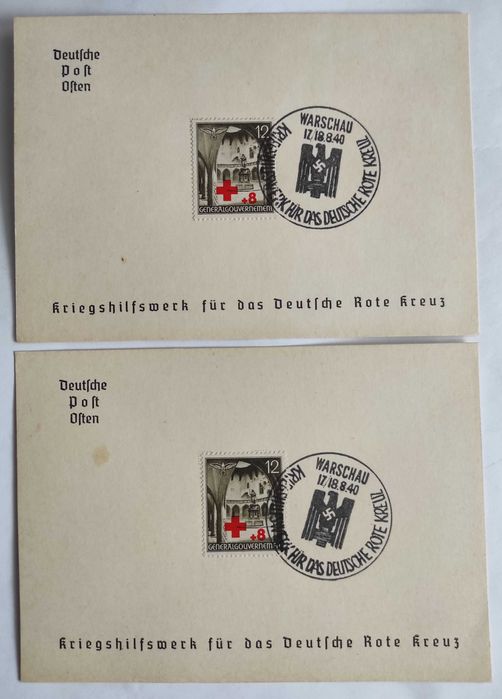 Deutſche
Poſt
Oſten
12
+8
GENERALGOUVERNEMENT
WARSCHAU
17./18.8.40
FÜR DAS DEUTSCHE ROTE KREUZ
Kriegshilfswerk für das Deutſche Rote Kreuz
Deutſche
Poſt
Oſten
12
+8
GENERALGOUVERNEMENT
WARSCHAU
17./18.8.40
FÜR DAS DEUTSCHE ROTE KREUZ
Kriegshilfswerk für das Deutſche Rote Kreuz